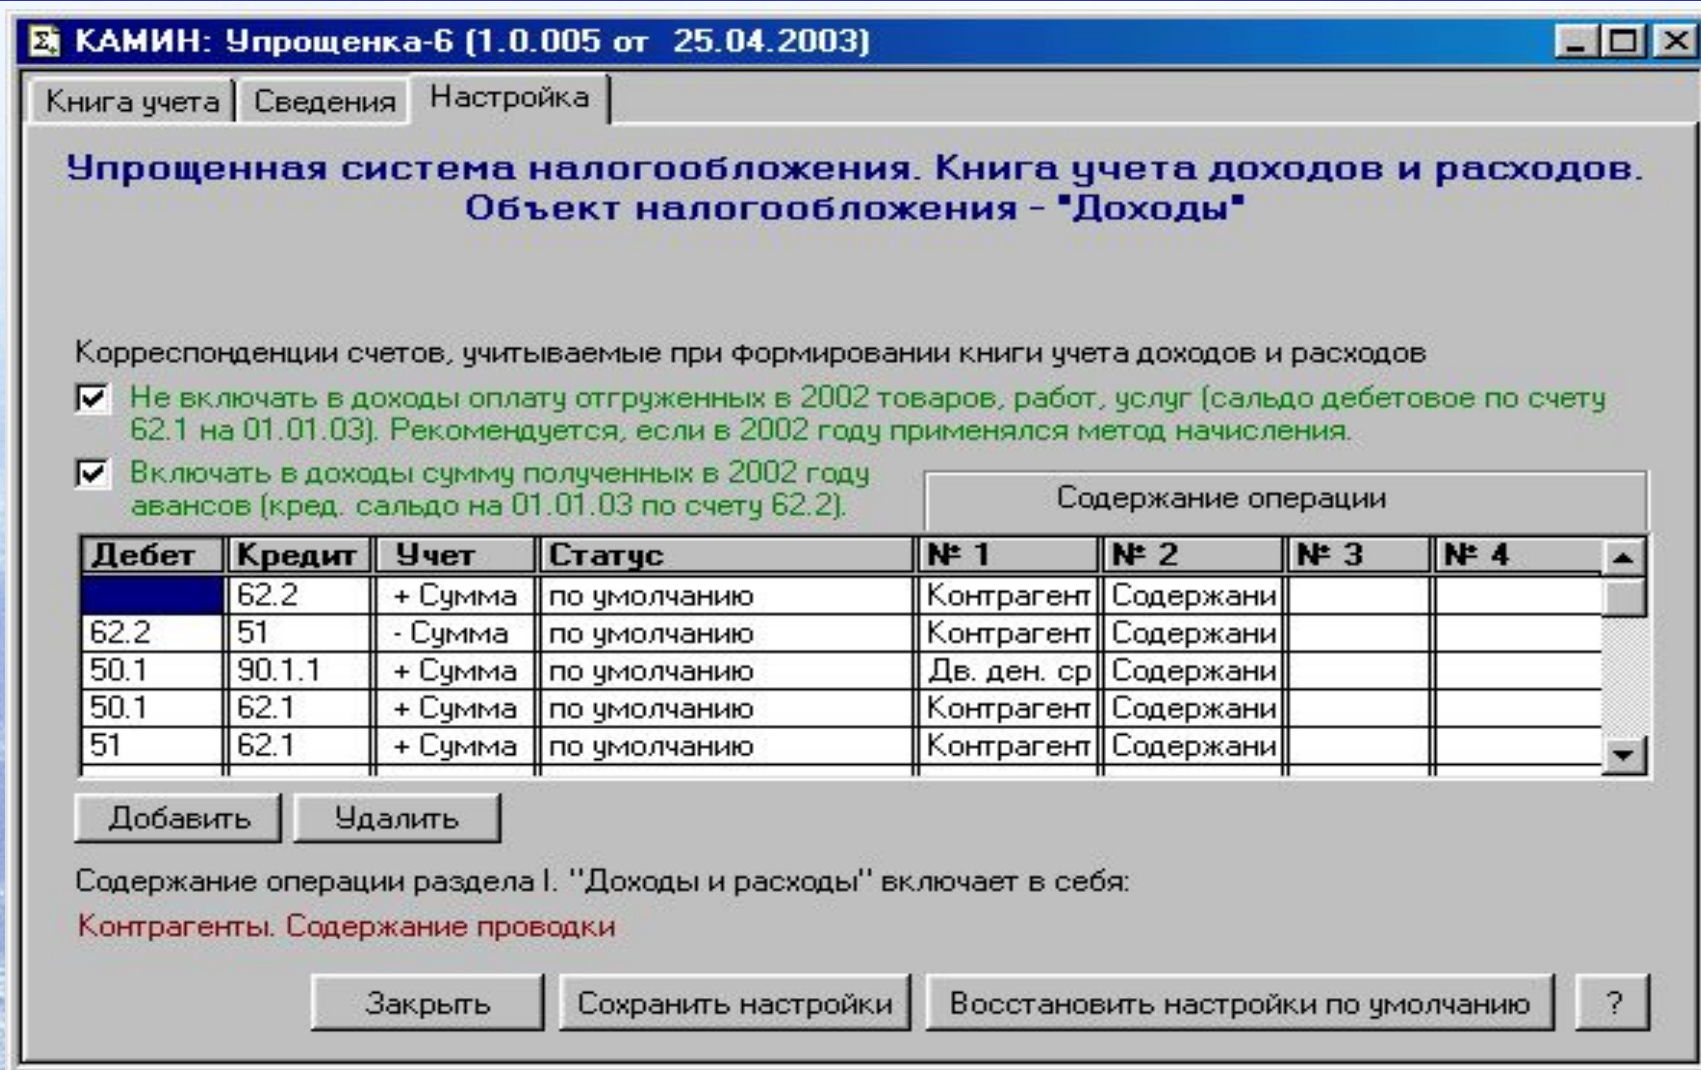 КАМИН: Упрощенка-6 (1.0.005 от 25.04.2003)
Книга учета Сведения Настройка
Упрощенная система налогообложения. Книга учета доходов и расходов.
Объект налогообложения - "Доходы"
Корреспонденции счетов, учитываемые при формировании книги учета доходов и расходов
Не включать в доходы оплату отгруженных в 2002 товаров, работ, услуг (сальдо дебетовое по счету
62.1 на 01.01.03). Рекомендуется, если в 2002 году применялся метод начисления.
Включать в доходы сумму полученных в 2002 году
авансов (кред. сальдо на 01.01.03 по счету 62.2).
Содержание операции
Дебет Кредит Учет Статус № 1 № 2 № 3 № 4
62.2 + Сумма по умолчанию Контрагент Содержани
62.2 51 - Сумма по умолчанию Контрагент Содержани
50.1 90.1.1 + Сумма по умолчанию Дв. ден. ср Содержани
50.1 62.1 + Сумма по умолчанию Контрагент Содержани
51 62.1 + Сумма по умолчанию Контрагент Содержани
Добавить Удалить
Содержание операции раздела I. "Доходы и расходы" включает в себя:
Контрагенты. Содержание проводки
Закрыть Сохранить настройки Восстановить настройки по умолчанию ?